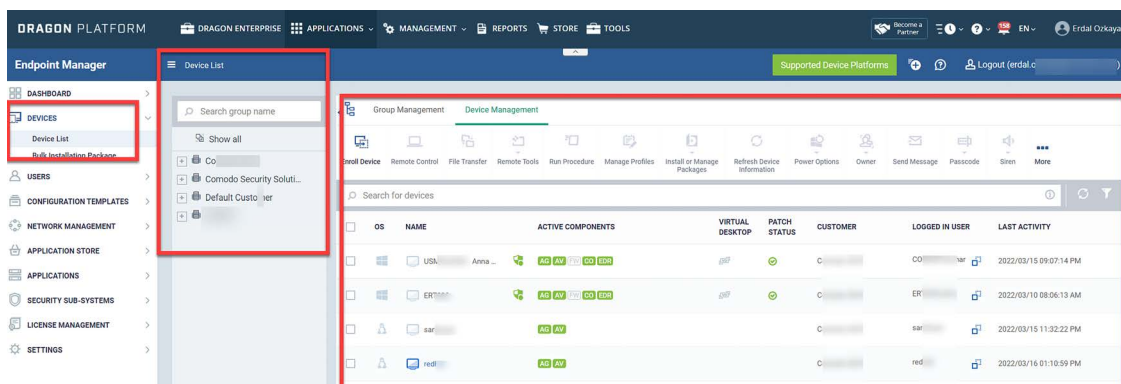 DRAGON PLATFORM
DRAGON ENTERPRISE APPLICATIONS MANAGEMENT REPORTS STORE TOOLS
Become a Partner 158 EN Erdal Ozkaya
Endpoint Manager
Device List
Supported Device Platforms
Logout (erdal.o )
DASHBOARD
DEVICES
Device List
Bulk Installation Package
USERS
CONFIGURATION TEMPLATES
NETWORK MANAGEMENT
APPLICATION STORE
APPLICATIONS
SECURITY SUB-SYSTEMS
LICENSE MANAGEMENT
SETTINGS
Search group name
Show all
Co
Comodo Security Soluti...
Default Customer
Group Management Device Management
Enroll Device Remote Control File Transfer Remote Tools Run Procedure Manage Profiles Install or Manage Packages Refresh Device Information Power Options Owner Send Message Passcode Siren More
Search for devices
OS NAME ACTIVE COMPONENTS VIRTUAL DESKTOP PATCH STATUS CUSTOMER LOGGED IN USER LAST ACTIVITY
Anna ... AG AV FW CO EDR C CO 2022/03/15 09:07:14 PM
AG AV FW CO EDR C ER 2022/03/10 08:06:13 AM
sar AG AV C sar 2022/03/15 11:32:22 PM
red AG AV C red 2022/03/16 01:10:59 PM